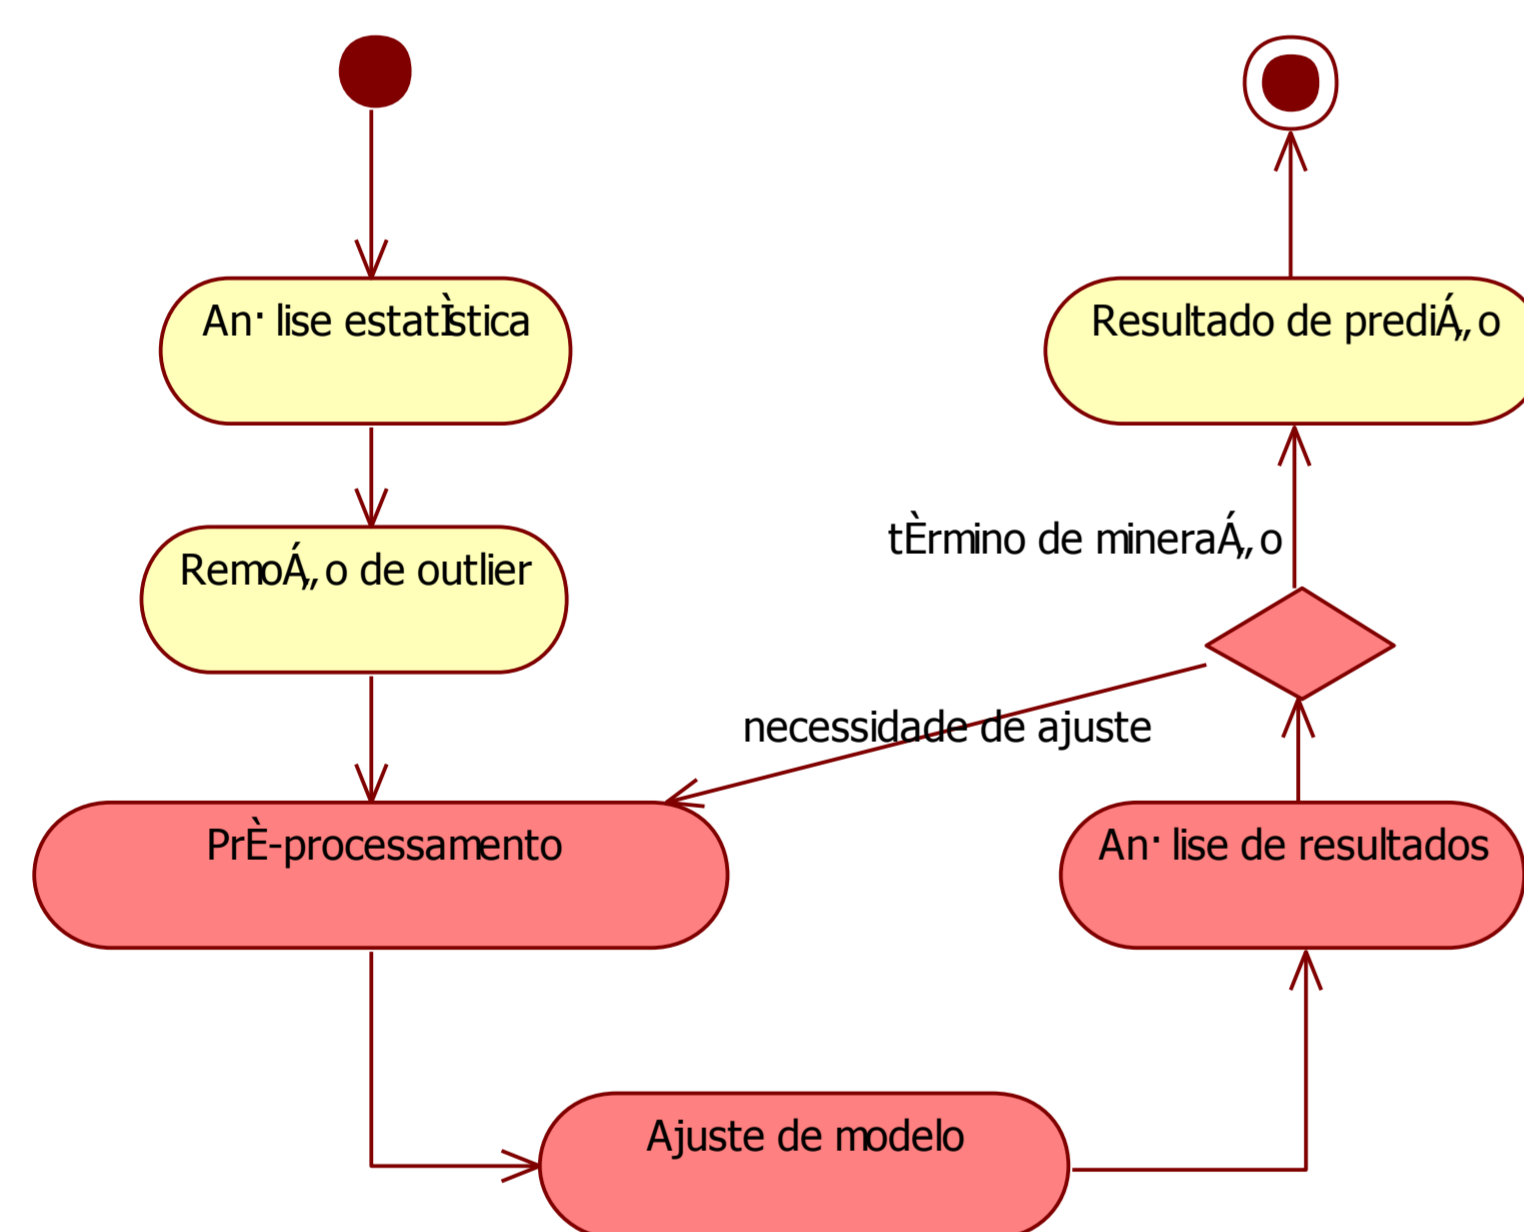 An·lise estatÌstica
Resultado de prediÁ„o
RemoÁ„o de outlier
tÈrmino de mineraÁ„o
necessidade de ajuste
PrÈ-processamento
An·lise de resultados
Ajuste de modelo